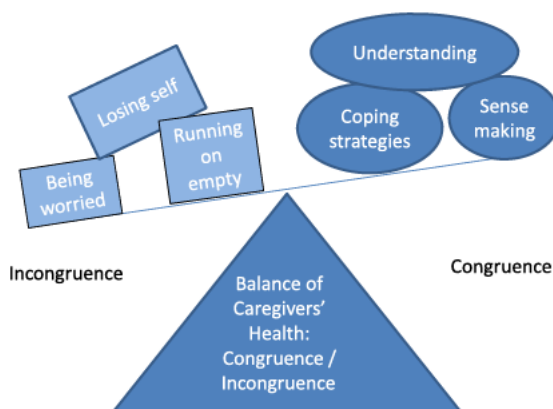 Understanding
Losing self
Coping
strategies
Sense
making
Running
on
empty
Being
worried
Incongruence
Congruence
Balance of
Caregivers'
Health:
Congruence /
Incongruence